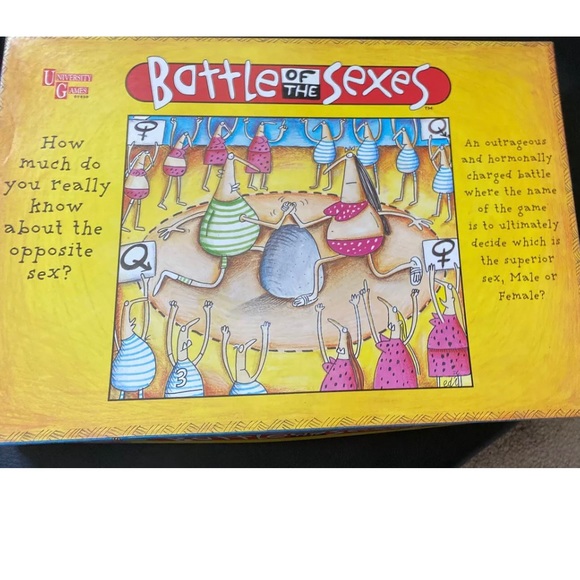 UNIVERSITY
GAMES
BATTLE OF THE SEXES
TM
How
much do
you really
know
about the
opposite
sex?
An outrageous
and hormonally
charged battle
where the name
of the game
is to ultimately
decide which is
the superior
sex, Male or
Female?
3